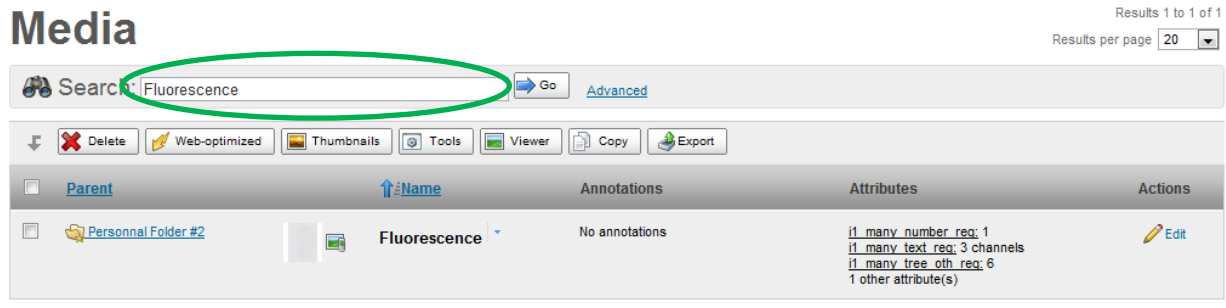 Media
Results 1 to 1 of 1
Results per page 20
Search: Fluorescence Go Advanced
Delete Web-optimized Thumbnails Tools Viewer Copy Export
Parent Name Annotations Attributes Actions
Personnal Folder #2 Fluorescence No annotations i1_many_number_req: 1 Edit
i1_many_text_req: 3 channels
i1_many_tree_oth_req: 6
1 other attribute(s)